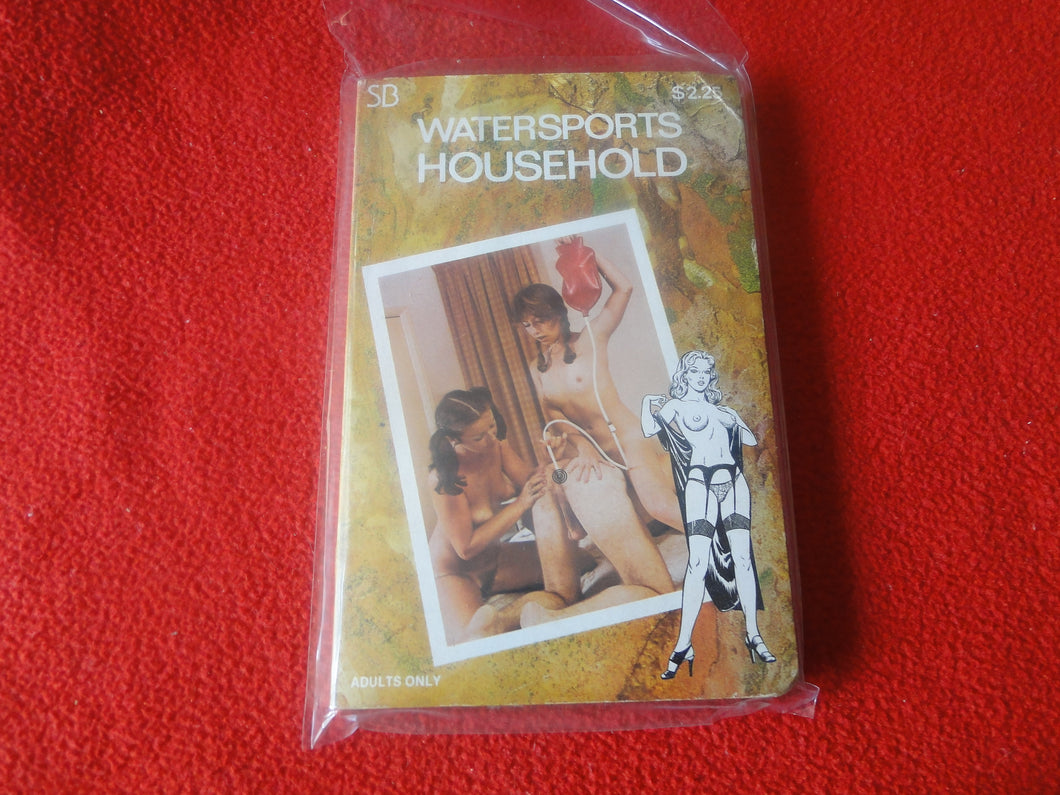 SB $2.25
WATERSPORTS
HOUSEHOLD
ADULTS ONLY